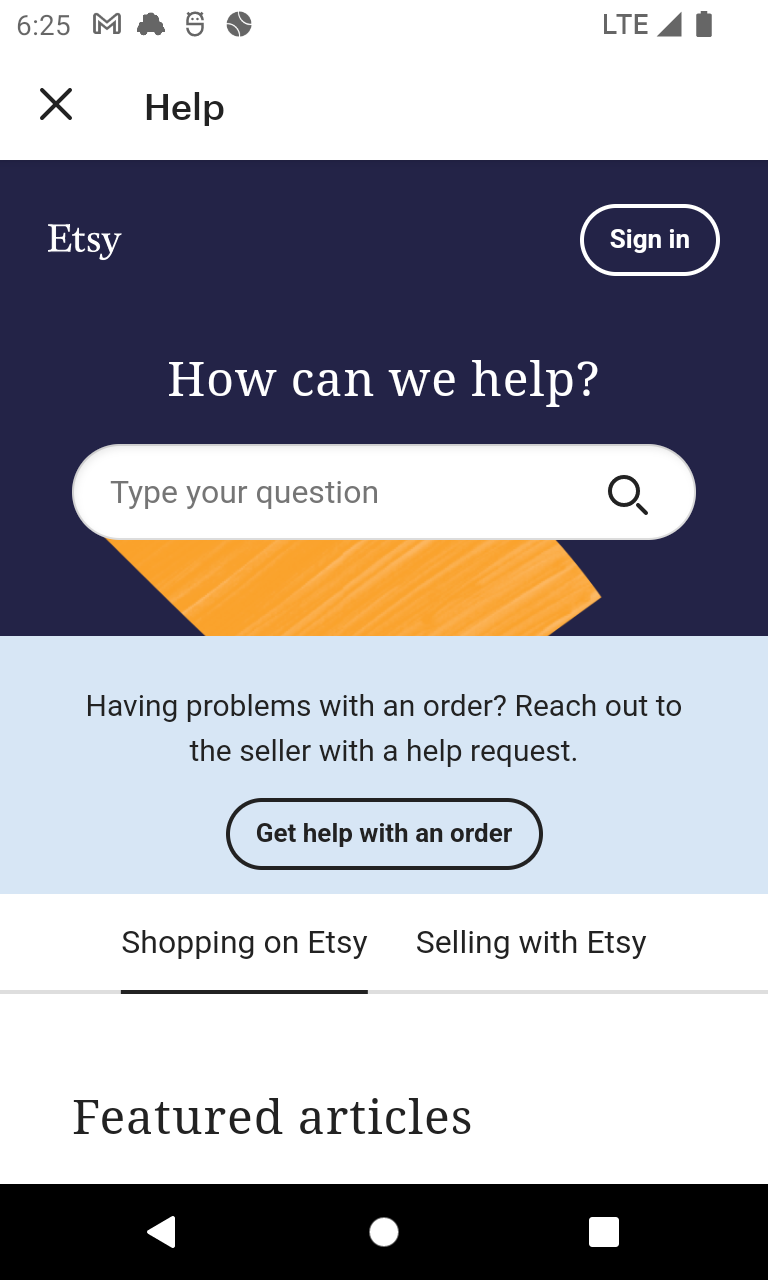 6:25
LTE
Help
Etsy
Sign in
How can we help?
Type your question
Having problems with an order? Reach out to
the seller with a help request.
Get help with an order
Shopping on Etsy
Selling with Etsy
Featured articles